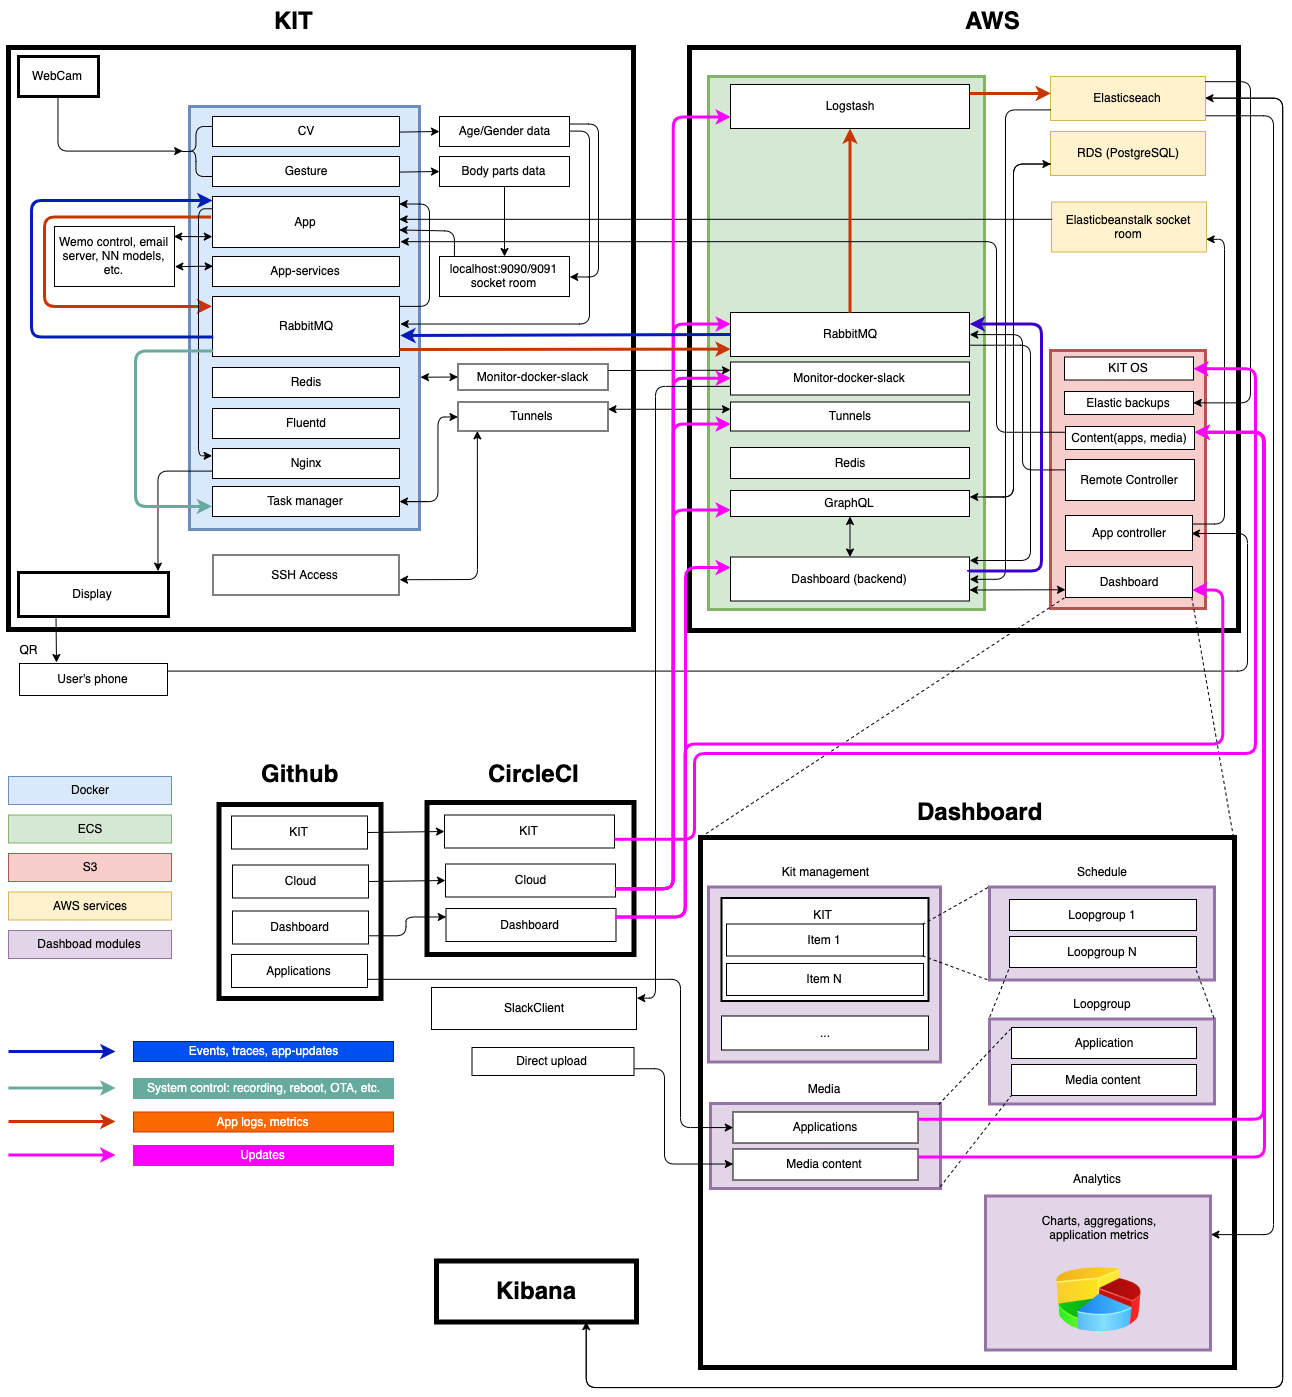 KIT
WebCam
CV
Age/Gender data
Gesture
Body parts data
App
Wemo control, email
server, NN models,
etc.
App-services
localhost:9090/9091
socket room
RabbitMQ
Redis
Monitor-docker-slack
Fluentd
Tunnels
Nginx
Task manager
SSH Access
Display
QR
User's phone
AWS
Logstash
Elasticseach
RDS (PostgreSQL)
Elasticbeanstalk socket
room
RabbitMQ
Monitor-docker-slack
Tunnels
Redis
GraphQL
Dashboard (backend)
KIT OS
Elastic backups
Content(apps, media)
Remote Controller
App controller
Dashboard
Docker
ECS
S3
AWS services
Dashboad modules
Github
KIT
Cloud
Dashboard
Applications
CircleCI
KIT
Cloud
Dashboard
SlackClient
Direct upload
Events, traces, app-updates
System control: recording, reboot, OTA, etc.
App logs, metrics
Updates
Dashboard
Kit management
KIT
Item 1
Item N
...
Schedule
Loopgroup 1
Loopgroup N
Loopgroup
Application
Media content
Media
Applications
Media content
Analytics
Charts, aggregations,
application metrics
Kibana